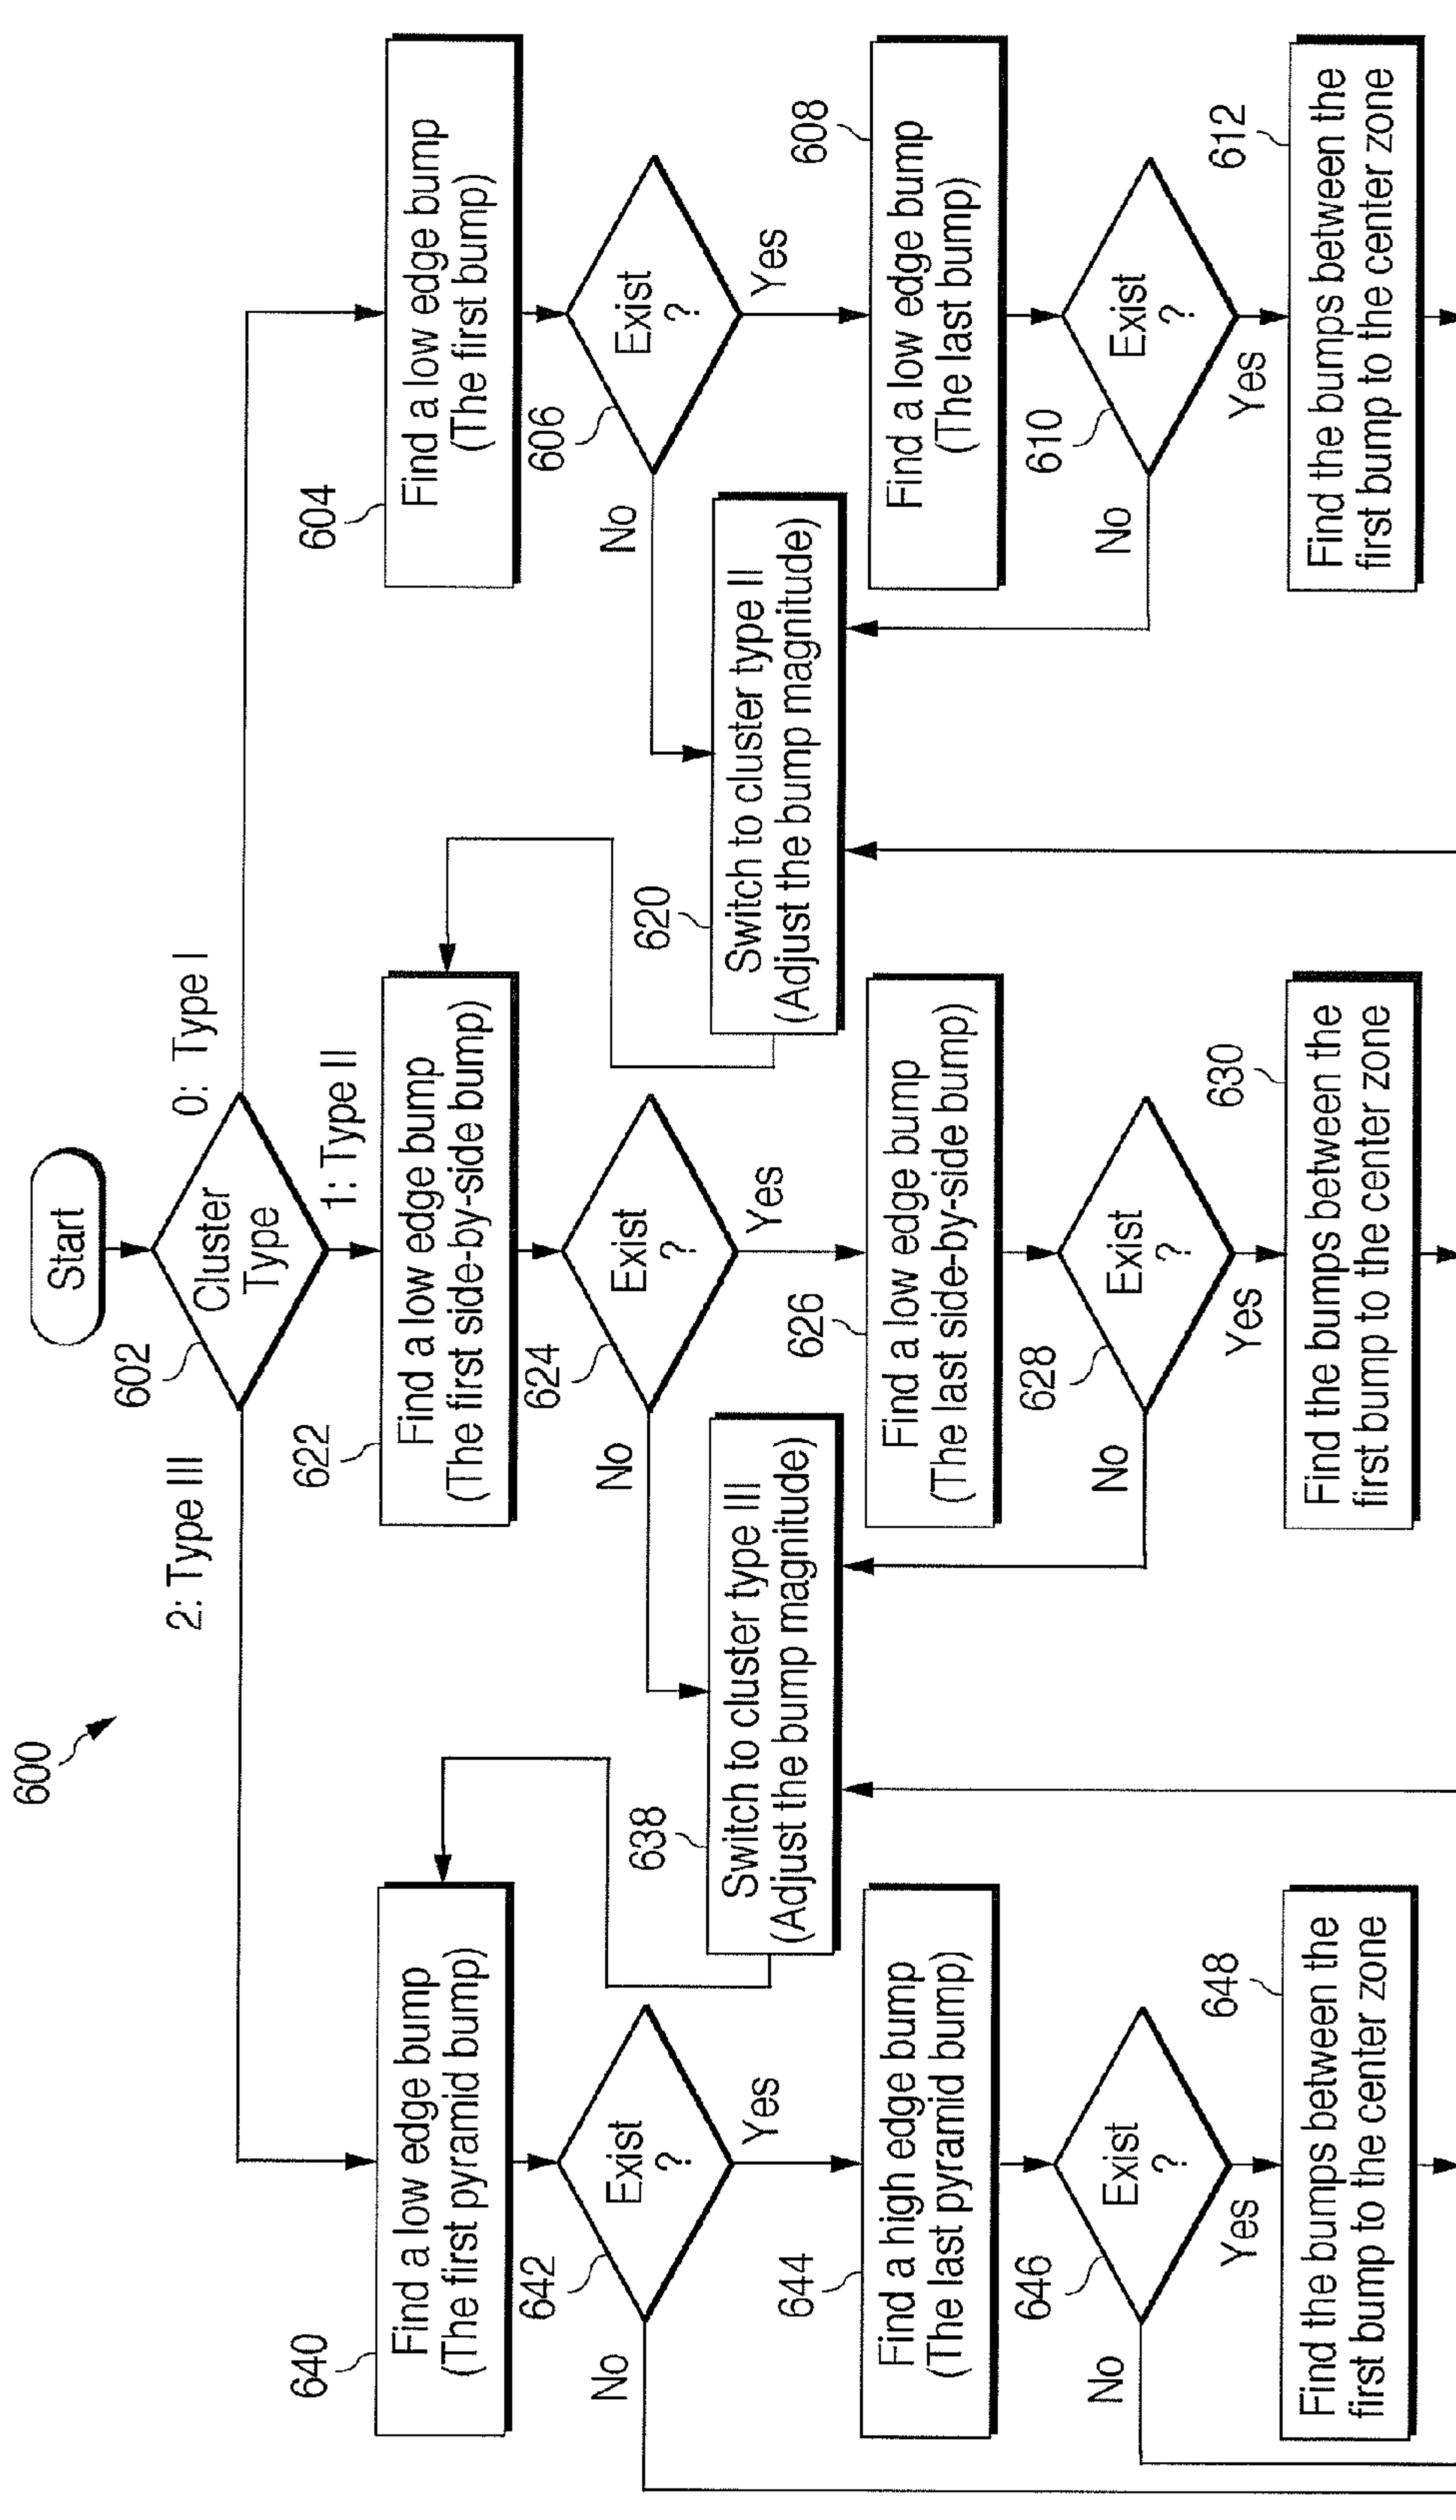 600
Start
602
Cluster
Type
2: Type III
1: Type II
0: Type I
640
Find a low edge bump
(The first pyramid bump)
622
Find a low edge bump
(The first side-by-side bump)
604
Find a low edge bump
(The first bump)
642
Exist
?
No
Yes
624
Exist
?
No
Yes
606
Exist
?
No
Yes
638
Switch to cluster type III
(Adjust the bump magnitude)
620
Switch to cluster type II
(Adjust the bump magnitude)
644
Find a high edge bump
(The last pyramid bump)
626
Find a low edge bump
(The last side-by-side bump)
608
Find a low edge bump
(The last bump)
646
Exist
?
No
Yes
628
Exist
?
No
Yes
610
Exist
?
No
Yes
648
Find the bumps between the
first bump to the center zone
630
Find the bumps between the
first bump to the center zone
612
Find the bumps between the
first bump to the center zone